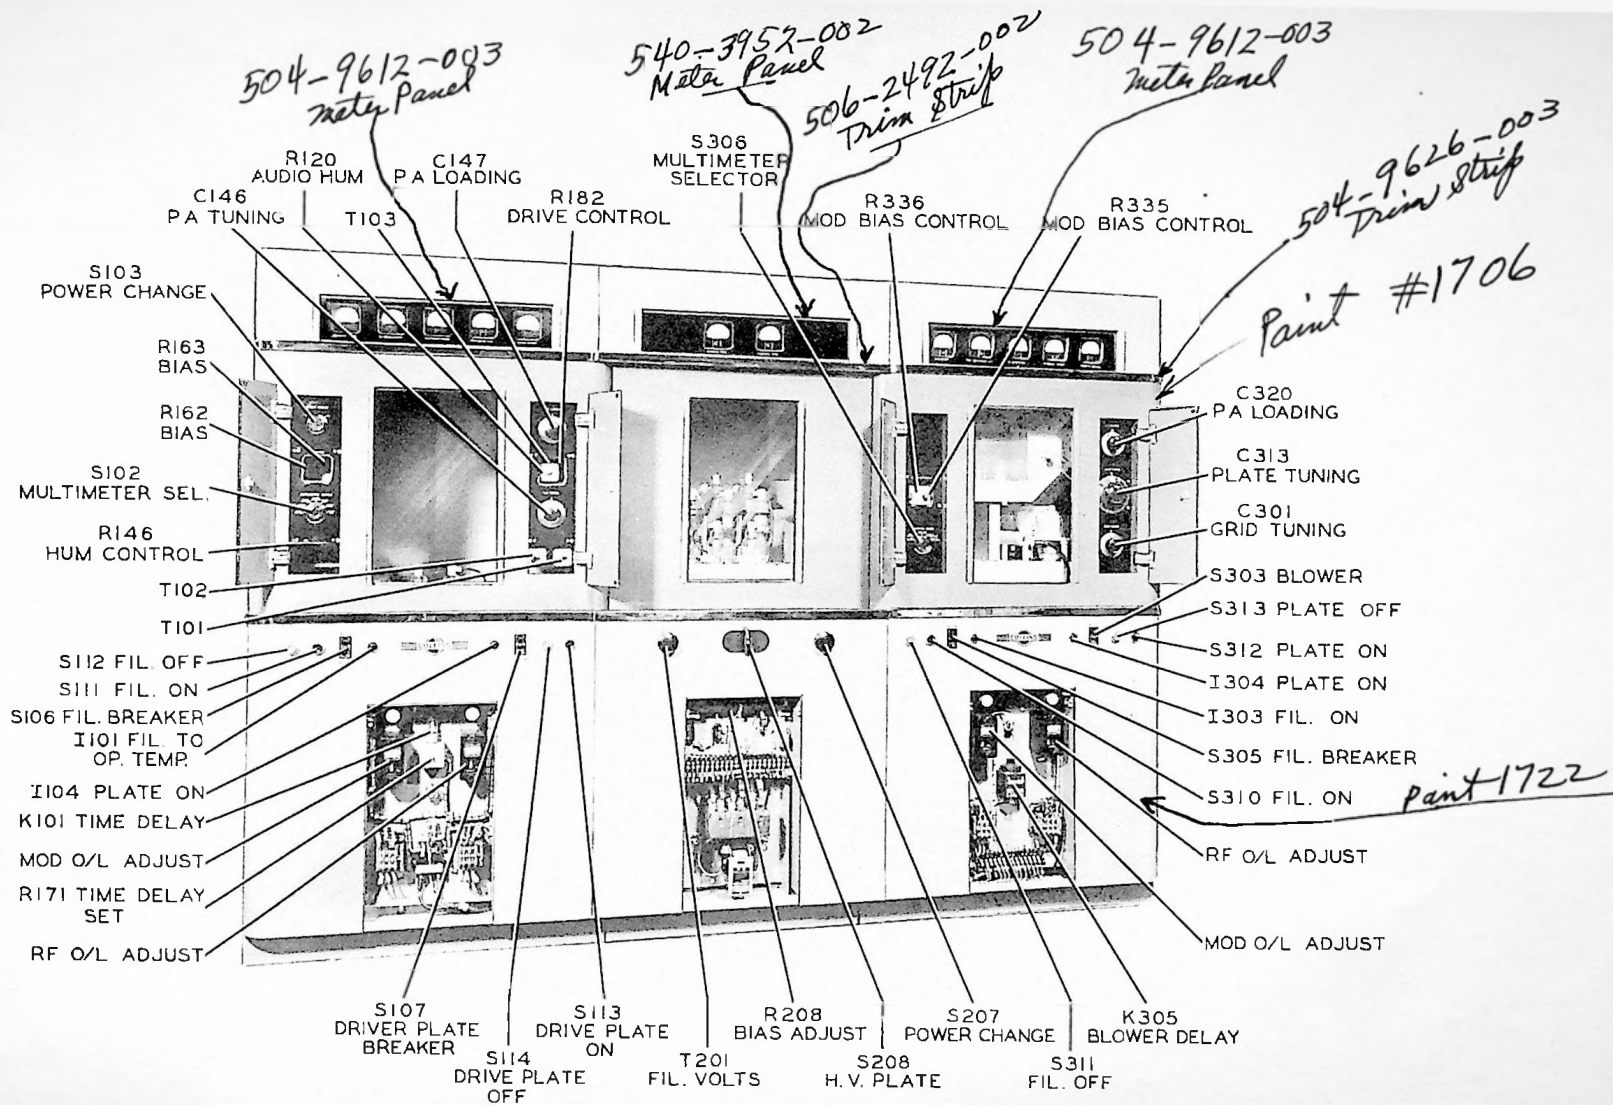 504-9612-003
Meter Panel
540-3952-002
Meter Panel
506-2492-002
Trim Strip
504-9612-003
Meter Panel
504-9626-003
Trim Strip
Paint #1706
S306
MULTIMETER
SELECTOR
R120
AUDIO HUM
C147
PA LOADING
C146
PA TUNING
T103
R182
DRIVE CONTROL
R336
MOD BIAS CONTROL
R335
MOD BIAS CONTROL
S103
POWER CHANGE
R163
BIAS
R162
BIAS
S102
MULTIMETER SEL.
R146
HUM CONTROL
T102
T101
S112 FIL. OFF
S111 FIL. ON
S106 FIL. BREAKER
I101 FIL. TO
OP. TEMP.
I104 PLATE ON
K101 TIME DELAY
MOD O/L ADJUST
R171 TIME DELAY
SET
RF O/L ADJUST
C320
PA LOADING
C313
PLATE TUNING
C301
GRID TUNING
S303 BLOWER
S313 PLATE OFF
S312 PLATE ON
I304 PLATE ON
I303 FIL. ON
S305 FIL. BREAKER
S310 FIL. ON
Paint 1722
RF O/L ADJUST
MOD O/L ADJUST
S107
DRIVER PLATE
BREAKER
S114
DRIVE PLATE
OFF
S113
DRIVE PLATE
ON
T201
FIL. VOLTS
R208
BIAS ADJUST
S208
H.V. PLATE
S207
POWER CHANGE
S311
FIL. OFF
K305
BLOWER DELAY